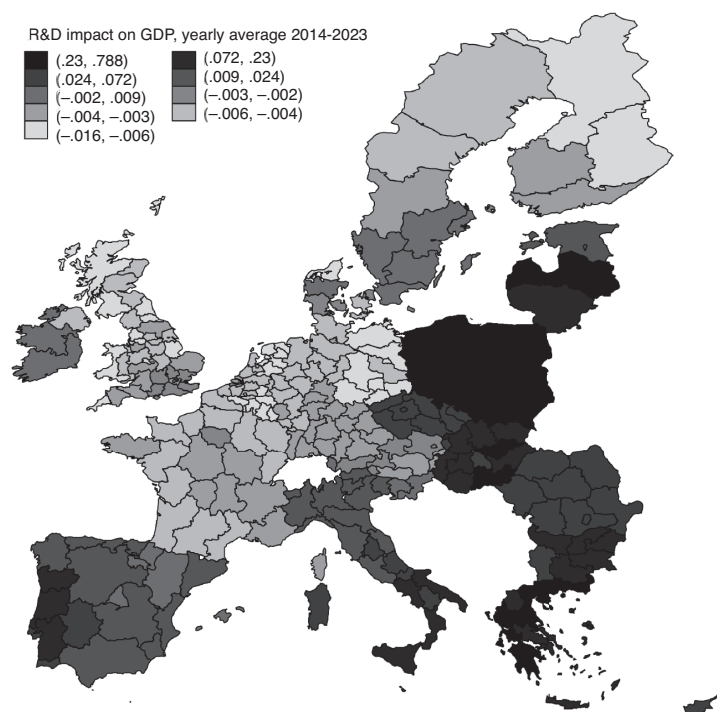 R&D impact on GDP, yearly average 2014-2023
(.23, .788) (.072, .23)
(.024, .072) (.009, .024)
(−.002, .009) (−.003, −.002)
(−.004, −.003) (−.006, −.004)
(−.016, −.006)